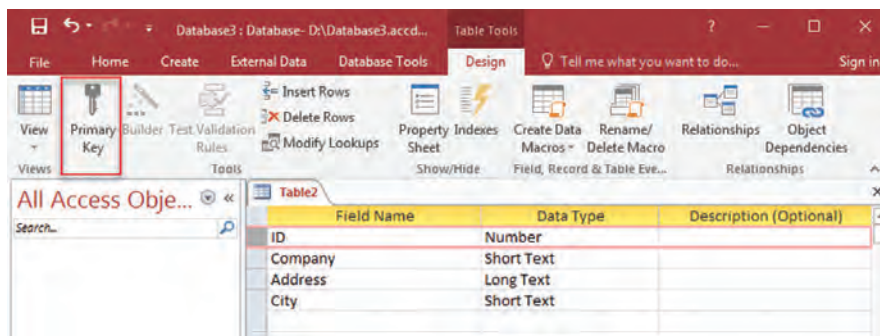 Database3 : Database- D:\Database3.accd... Table Tools ?
File Home Create External Data Database Tools Design Tell me what you want to do... Sign in
View
Primary Key
Builder
Test Validation Rules
Insert Rows
Delete Rows
Modify Lookups
Property Sheet
Indexes
Create Data Macros
Rename/ Delete Macro
Relationships
Object Dependencies
Views Tools Show/Hide Field, Record & Table Eve... Relationships
All Access Obje... «
Search...
Table2
Field Name Data Type Description (Optional)
ID Number
Company Short Text
Address Long Text
City Short Text